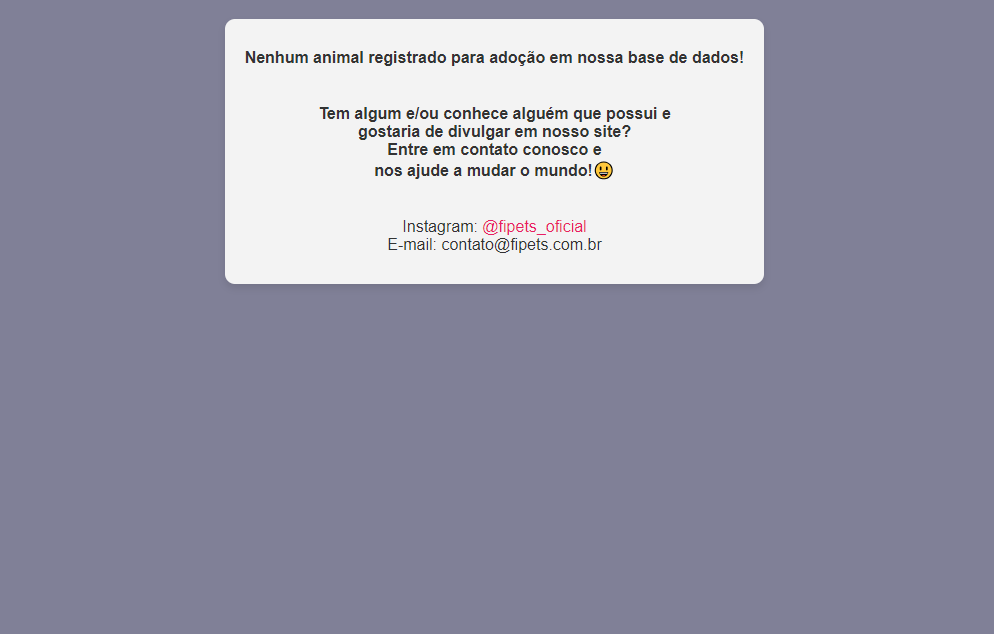 Nenhum animal registrado para adoção em nossa base de dados!
Tem algum e/ou conhece alguém que possui e
gostaria de divulgar em nosso site?
Entre em contato conosco e
nos ajude a mudar o mundo!😃
Instagram: @fipets_oficial
E-mail: contato@fipets.com.br